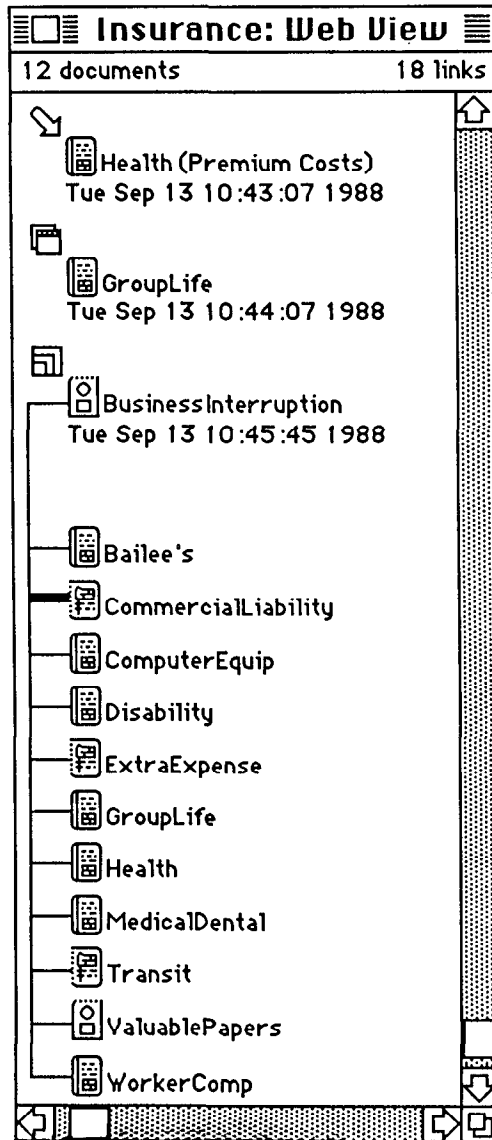 Insurance: Web View
12 documents 18 links
Health (Premium Costs)
Tue Sep 13 10:43:07 1988
GroupLife
Tue Sep 13 10:44:07 1988
BusinessInterruption
Tue Sep 13 10:45:45 1988
Bailee's
CommercialLiability
ComputerEquip
Disability
ExtraExpense
GroupLife
Health
MedicalDental
Transit
ValuablePapers
WorkerComp